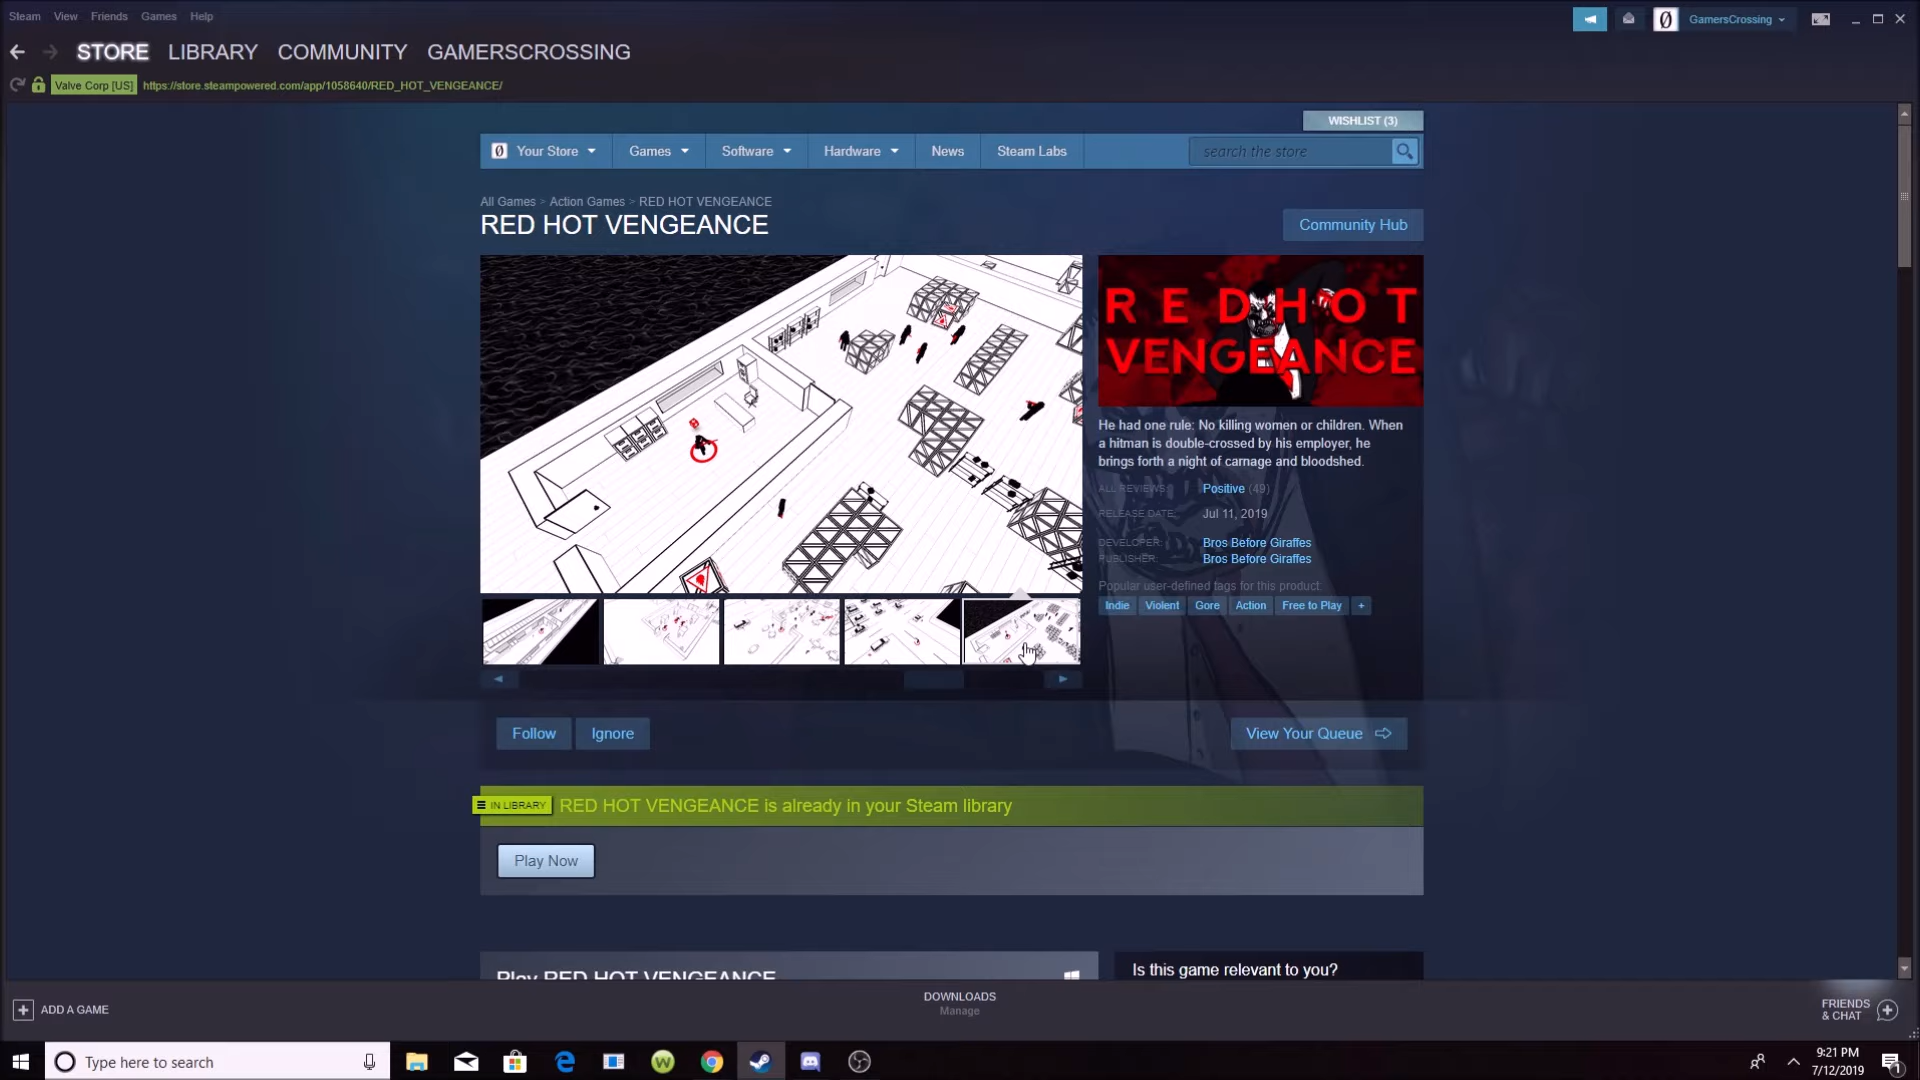 Steam View Friends Games Help
GamersCrossing
STORE LIBRARY COMMUNITY GAMERSCROSSING
Valve Corp [US] https://store.steampowered.com/app/1058640/RED_HOT_VENGEANCE/
WISHLIST (3)
Your Store Games Software Hardware News Steam Labs search the store
All Games > Action Games > RED HOT VENGEANCE
RED HOT VENGEANCE
Community Hub
RED HOT
VENGEANCE
He had one rule: No killing women or children. When
a hitman is double-crossed by his employer, he
brings forth a night of carnage and bloodshed.
ALL REVIEWS: Positive (49)
RELEASE DATE: Jul 11, 2019
DEVELOPER: Bros Before Giraffes
PUBLISHER: Bros Before Giraffes
Popular user-defined tags for this product:
Indie Violent Gore Action Free to Play +
Follow Ignore View Your Queue
IN LIBRARY RED HOT VENGEANCE is already in your Steam library
Play Now
Play RED HOT VENGEANCE
Is this game relevant to you?
ADD A GAME
DOWNLOADS
Manage
FRIENDS
& CHAT
Type here to search
9:21 PM
7/12/2019
1